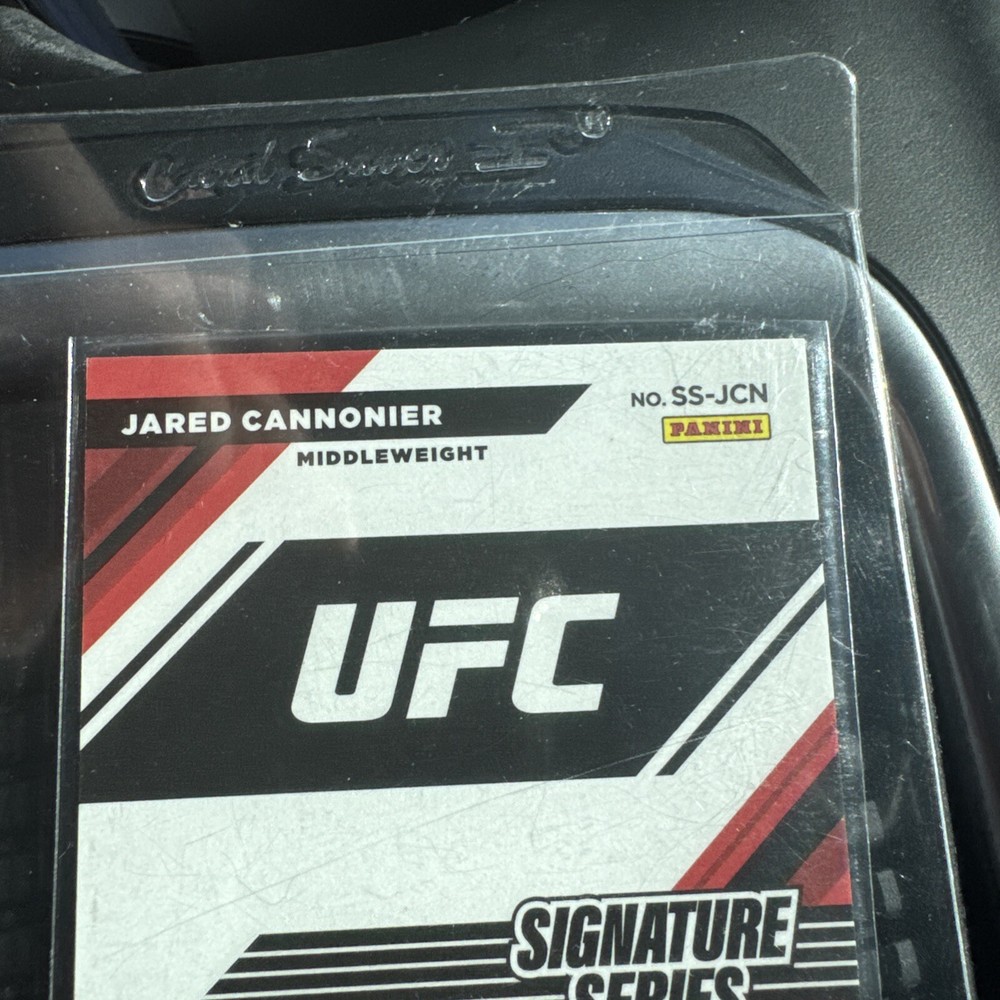 Card Saver
JARED CANNONIER
NO. SS-JCN
PANINI
MIDDLEWEIGHT
UFC
SIGNATURE
SERIES